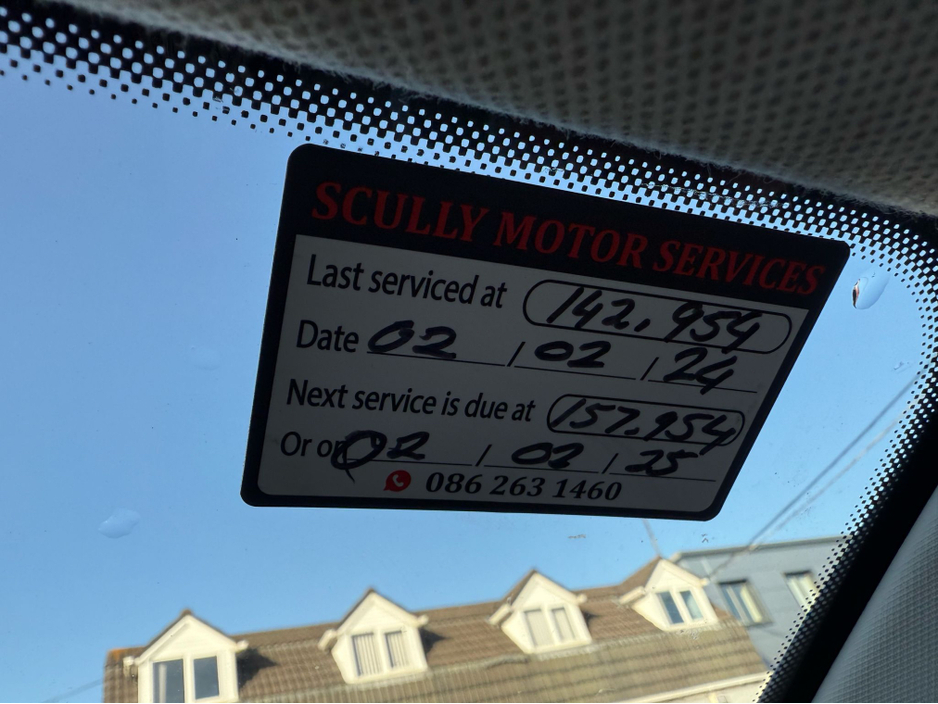 SCULLY MOTOR SERVICES
Last serviced at 142.954
Date 02 / 02 / 24
Next service is due at 157.954
Or on 02 / 02 / 25
086 263 1460